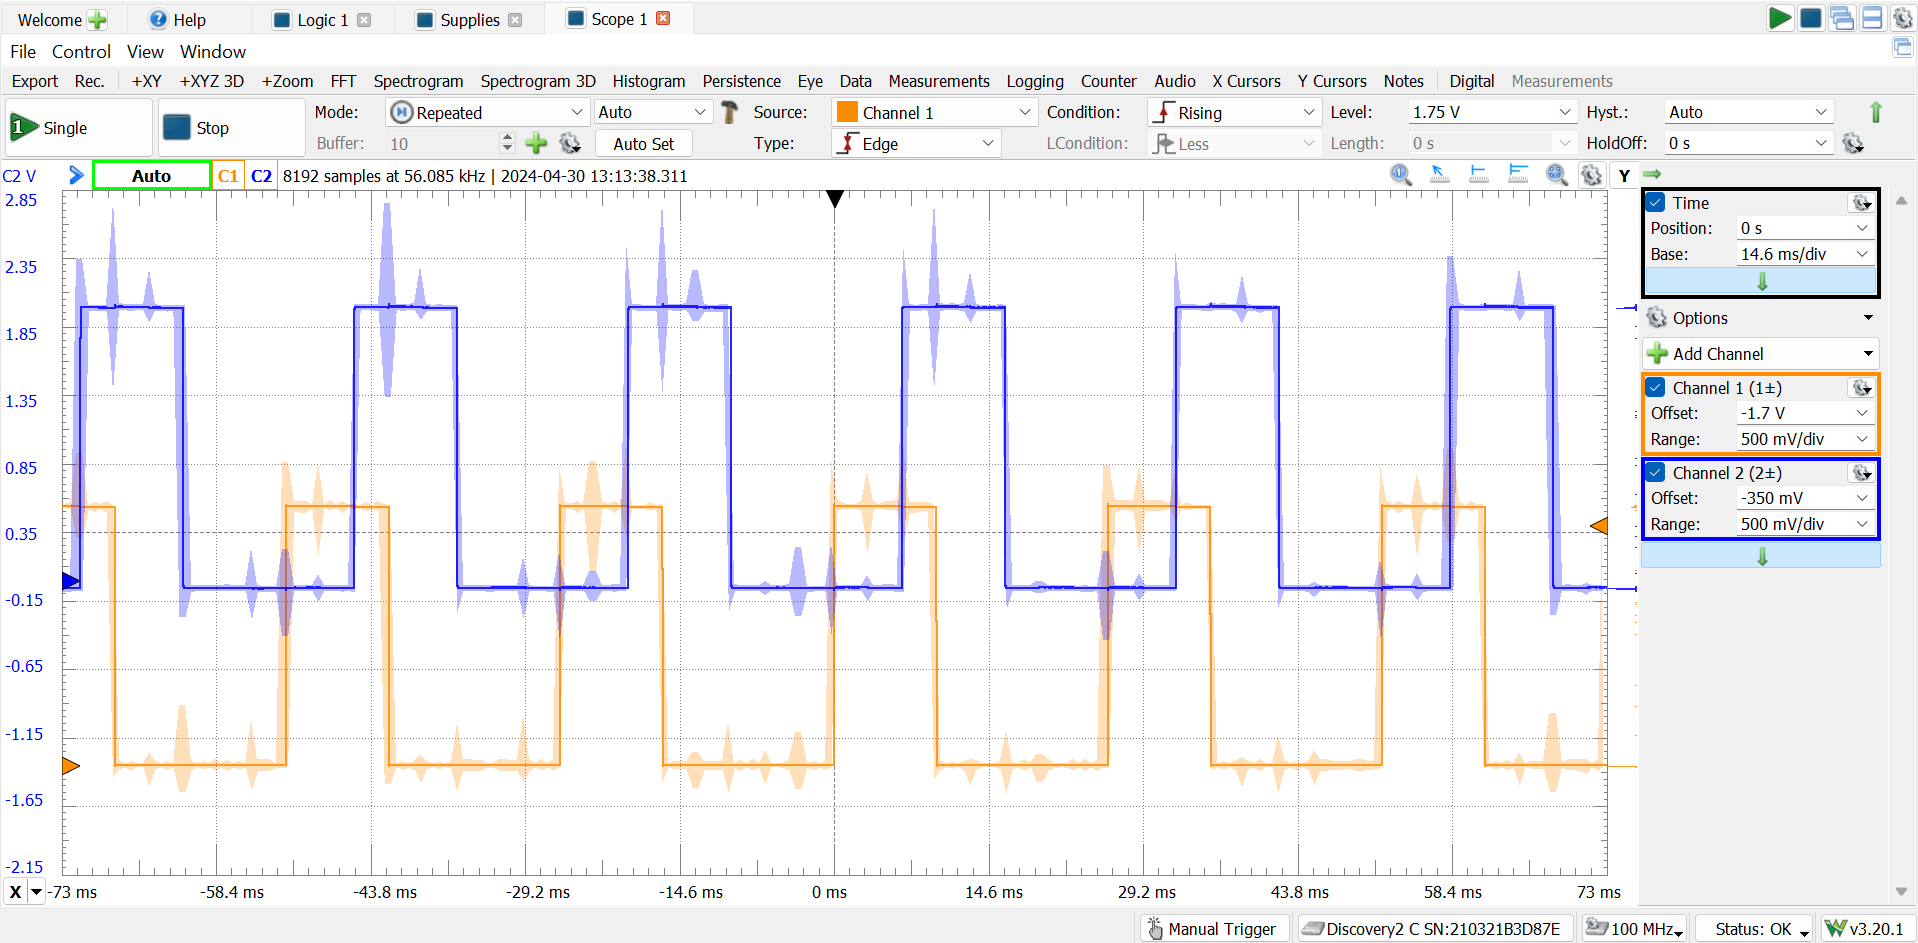 Welcome Help Logic 1 Supplies Scope 1
File Control View Window
Export Rec. +XY +XYZ 3D +Zoom FFT Spectrogram Spectrogram 3D Histogram Persistence Eye Data Measurements Logging Counter Audio X Cursors Y Cursors Notes Digital Measurements
1 Single Stop Mode: Repeated Auto Source: Channel 1 Condition: Rising Level: 1.75 V Hyst.: Auto
Buffer: 10 Auto Set Type: Edge LCondition: Less Length: 0 s HoldOff: 0 s
C2 V Auto C1 C2 8192 samples at 56.085 kHz | 2024-04-30 13:13:38.311 Y
2.85
2.35
1.85
1.35
0.85
0.35
-0.15
-0.65
-1.15
-1.65
-2.15
X -73 ms -58.4 ms -43.8 ms -29.2 ms -14.6 ms 0 ms 14.6 ms 29.2 ms 43.8 ms 58.4 ms 73 ms
Time
Position: 0 s
Base: 14.6 ms/div
Options
Add Channel
Channel 1 (1±)
Offset: -1.7 V
Range: 500 mV/div
Channel 2 (2±)
Offset: -350 mV
Range: 500 mV/div
Manual Trigger Discovery2 C SN:210321B3D87E 100 MHz Status: OK v3.20.1